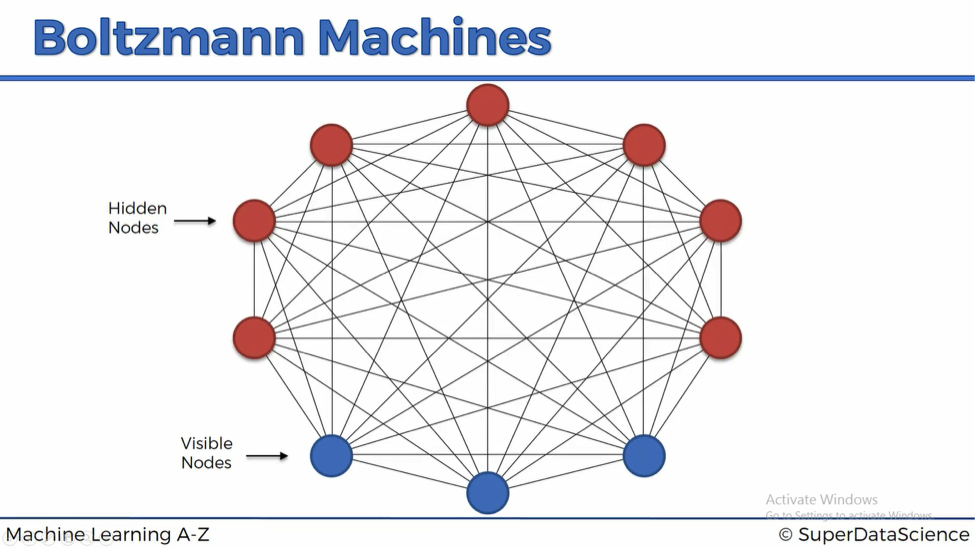 Boltzmann Machines
Hidden
Nodes
Visible
Nodes
Activate Windows
Go to Settings to activate Windows.
Machine Learning A-Z
© SuperDataScience